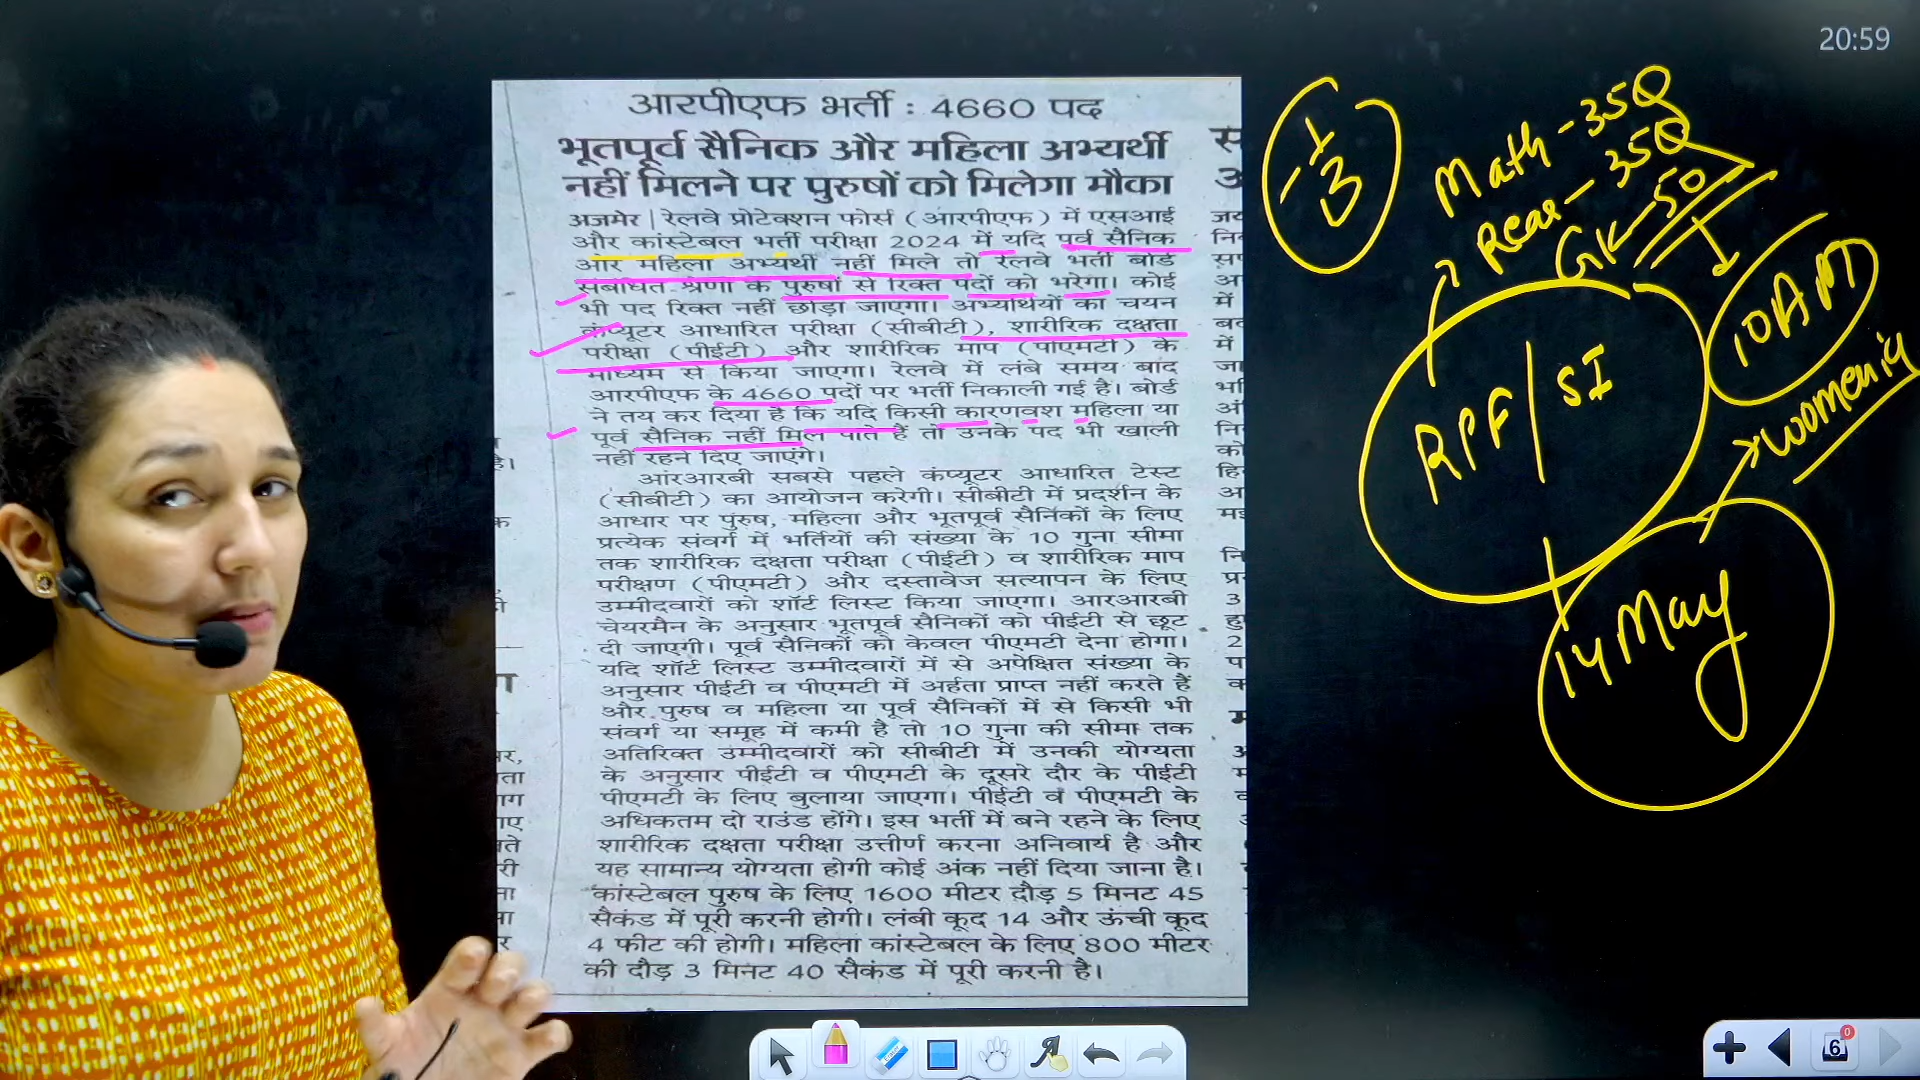 20:59
आरपीएफ भर्ती : 4660 पद
भूतपूर्व सैनिक और महिला अभ्यर्थी
नहीं मिलने पर पुरुषों को मिलेगा मौका
अजमेर | रेलवे प्रोटेक्शन फोर्स (आरपीएफ) में एसआई
और कांस्टेबल भर्ती परीक्षा 2024 में यदि पूर्व सैनिक
और महिला अभ्यर्थी नहीं मिले तो रेलवे भर्ती बोर्ड
संबंधित श्रेणी के पुरुषों से रिक्त पदों को भरेगा। कोई
भी पद रिक्त नहीं छोड़ा जाएगा। अभ्यर्थियों का चयन
कंप्यूटर आधारित परीक्षा (सीबीटी), शारीरिक दक्षता
परीक्षा (पीईटी) और शारीरिक माप (पीएमटी) के
माध्यम से किया जाएगा। रेलवे में लंबे समय बाद
आरपीएफ के 4660 पदों पर भर्ती निकाली गई है। बोर्ड
ने तय कर दिया है कि यदि किसी कारणवश महिला या
पूर्व सैनिक नहीं मिल पाते हैं तो उनके पद भी खाली
नहीं रहने दिए जाएंगे।
आरआरबी सबसे पहले कंप्यूटर आधारित टेस्ट
(सीबीटी) का आयोजन करेगी। सीबीटी में प्रदर्शन के
आधार पर पुरुष, महिला और भूतपूर्व सैनिकों के लिए
प्रत्येक संवर्ग में भर्तियों की संख्या के 10 गुना सीमा
तक शारीरिक दक्षता परीक्षा (पीईटी) व शारीरिक माप
परीक्षण (पीएमटी) और दस्तावेज सत्यापन के लिए
उम्मीदवारों को शॉर्ट लिस्ट किया जाएगा। आरआरबी
चेयरमैन के अनुसार भूतपूर्व सैनिकों को पीईटी से छूट
दी जाएगी। पूर्व सैनिकों को केवल पीएमटी देना होगा।
यदि शॉर्ट लिस्ट उम्मीदवारों में से अपेक्षित संख्या के
अनुसार पीईटी व पीएमटी में अर्हता प्राप्त नहीं करते हैं
और पुरुष व महिला या पूर्व सैनिकों में से किसी भी
संवर्ग या समूह में कमी है तो 10 गुना की सीमा तक
अतिरिक्त उम्मीदवारों को सीबीटी में उनकी योग्यता
के अनुसार पीईटी व पीएमटी के दूसरे दौर के पीईटी
पीएमटी के लिए बुलाया जाएगा। पीईटी व पीएमटी के
अधिकतम दो राउंड होंगे। इस भर्ती में बने रहने के लिए
शारीरिक दक्षता परीक्षा उत्तीर्ण करना अनिवार्य है और
यह सामान्य योग्यता होगी कोई अंक नहीं दिया जाना है।
कांस्टेबल पुरुष के लिए 1600 मीटर दौड़ 5 मिनट 45
सैकंड में पूरी करनी होगी। लंबी कूद 14 और ऊंची कूद
4 फीट की होगी। महिला कांस्टेबल के लिए 800 मीटर
की दौड़ 3 मिनट 40 सैकंड में पूरी करनी है।
-1/3
Math - 35Q
Reas - 35Q
GK - 50
10AM
RPF / SI
14 May
6
0